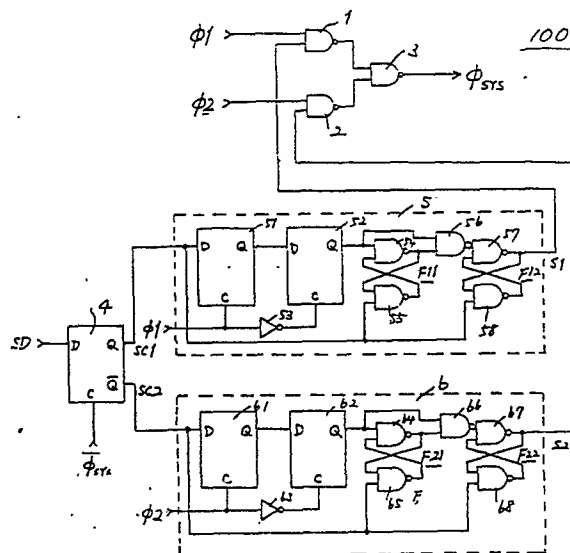 1
100
φ1
3
φsys
φ2
2
5
51
52
56
54
57
D Q
D Q
F11
F12
S1
4
C
C
53
55
58
φ1
SD
D Q
SC1
Q̄
SC2
C
φ̄sys
6
61
62
66
67
64
D Q
D Q
F21
F22
S2
C
C
63
65
F,
68
φ2